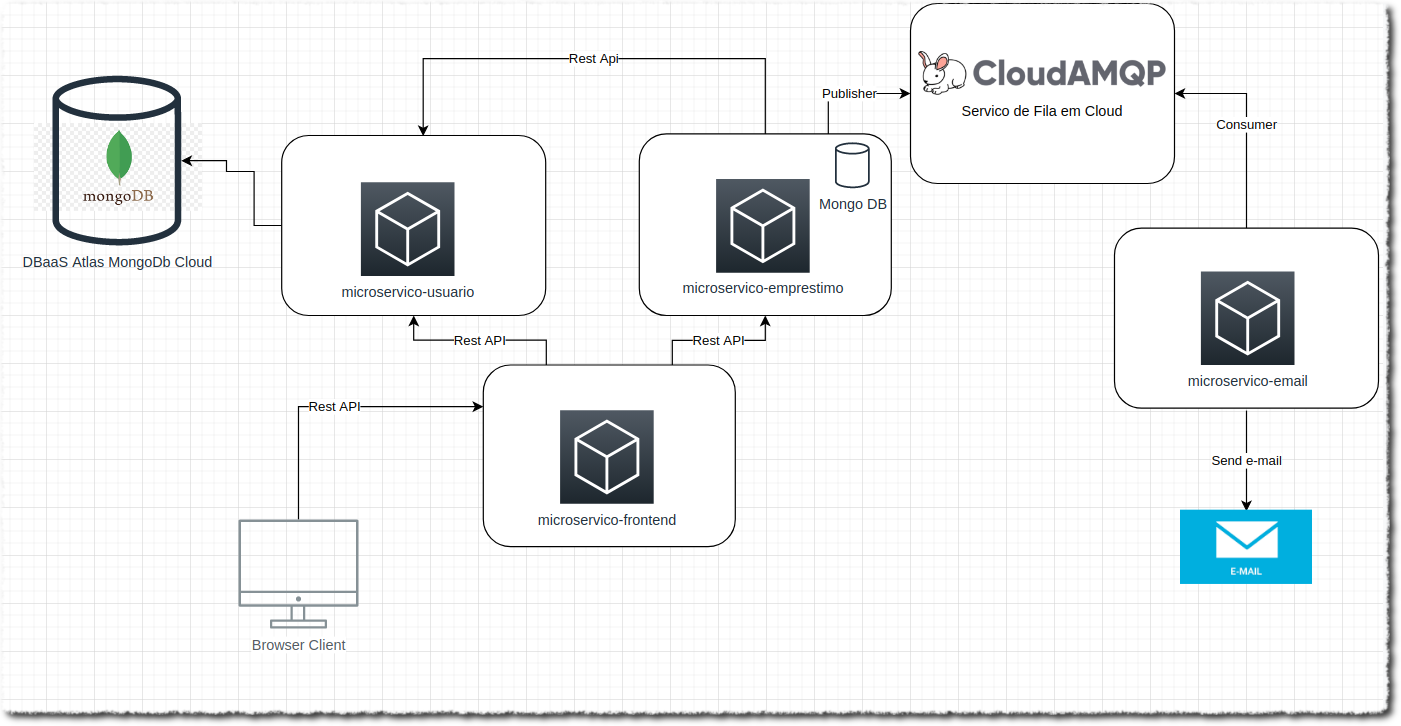 Rest Api
CloudAMQP
Servico de Fila em Cloud
Publisher
Consumer
mongoDB
DBaaS Atlas MongoDb Cloud
microservico-usuario
Mongo DB
microservico-emprestimo
microservico-email
Rest API
Rest API
Rest API
microservico-frontend
Send e-mail
E-MAIL
Browser Client